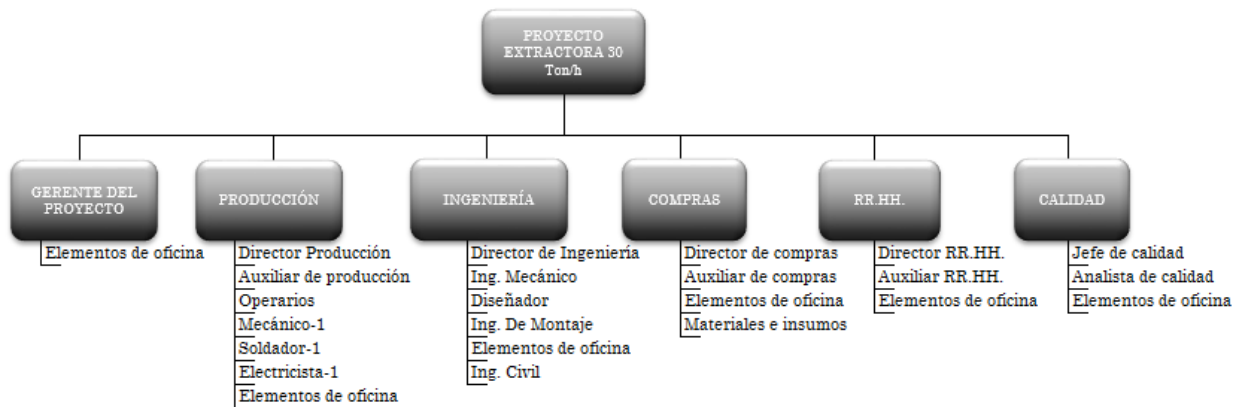 PROYECTO
EXTRACTORA 30
Ton/h
GERENTE DEL
PROYECTO
Elementos de oficina
PRODUCCIÓN
Director Producción
Auxiliar de producción
Operarios
Mecánico-1
Soldador-1
Electricista-1
Elementos de oficina
INGENIERÍA
Director de Ingeniería
Ing. Mecánico
Diseñador
Ing. De Montaje
Elementos de oficina
Ing. Civil
COMPRAS
Director de compras
Auxiliar de compras
Elementos de oficina
Materiales e insumos
RR.HH.
Director RR.HH.
Auxiliar RR.HH.
Elementos de oficina
CALIDAD
Jefe de calidad
Analista de calidad
Elementos de oficina